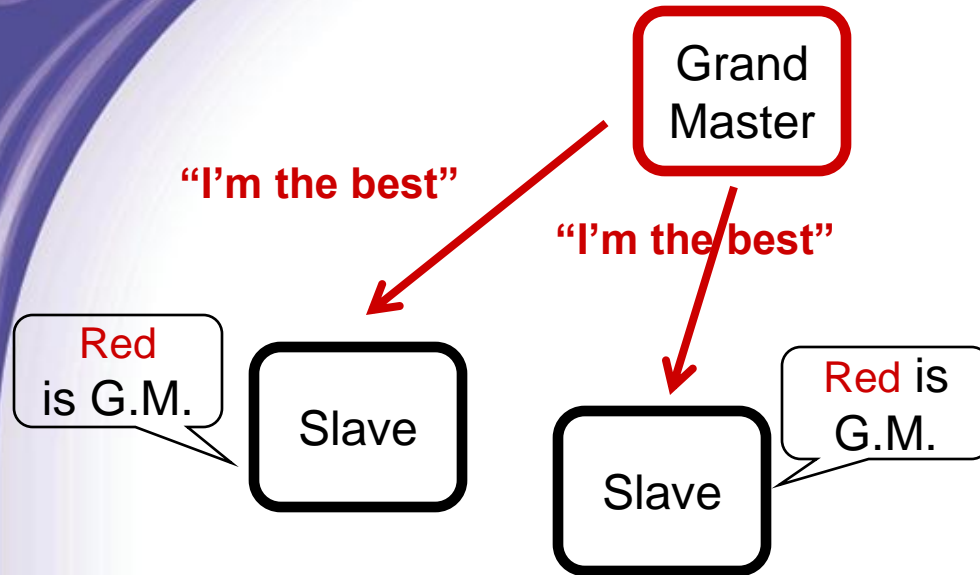 Grand
Master
“I’m the best”
“I’m the best”
Red
is G.M.
Slave
Red is
G.M.
Slave